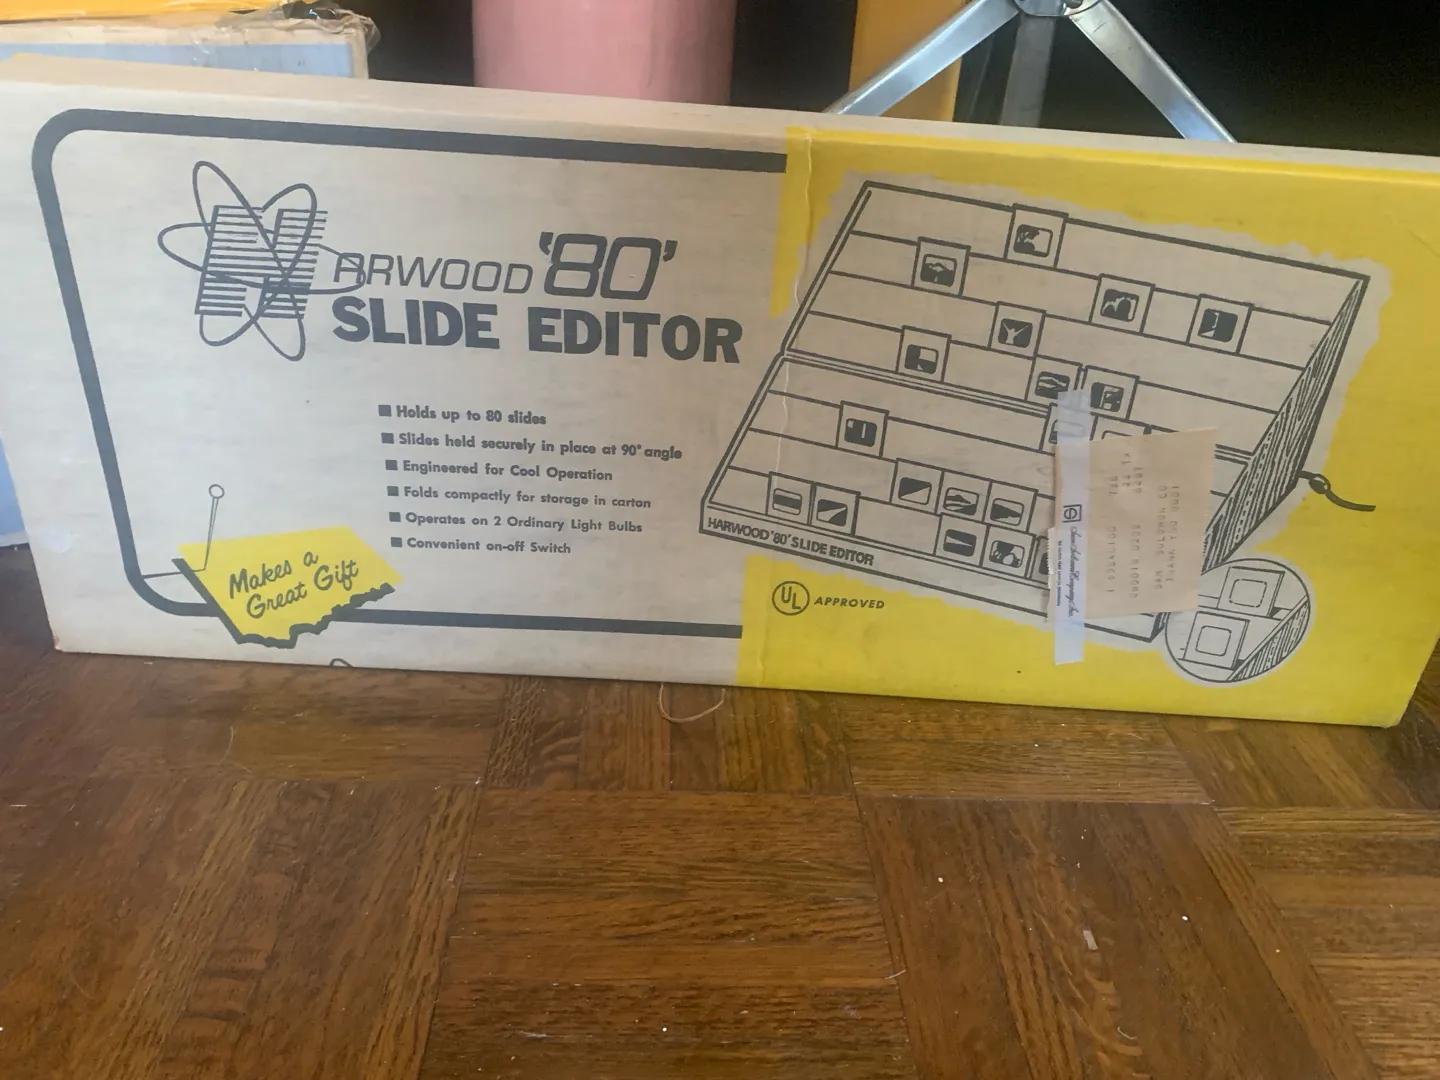 HARWOOD '80'
SLIDE EDITOR
Holds up to 80 slides
Slides held securely in place at 90° angle
Engineered for Cool Operation
Folds compactly for storage in carton
Operates on 2 Ordinary Light Bulbs
Convenient on-off Switch
Makes a
Great Gift
HARWOOD '80' SLIDE EDITOR
UL APPROVED